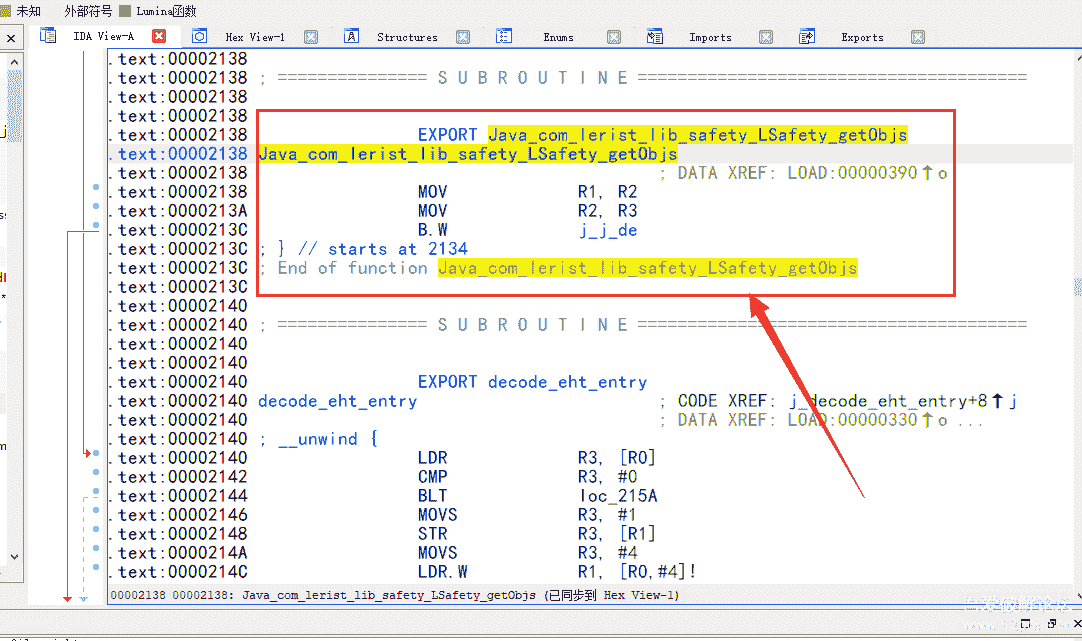 未知 外部符号 Lumina函数
IDA View-A Hex View-1 Structures Enums Imports Exports
.text:00002138
.text:00002138 ; =============== S U B R O U T I N E =======================================
.text:00002138
.text:00002138
.text:00002138 EXPORT Java_com_lerist_lib_safety_LSafety_getObjs
.text:00002138 Java_com_lerist_lib_safety_LSafety_getObjs
.text:00002138 ; DATA XREF: LOAD:00000390↑o
.text:00002138 MOV R1, R2
.text:0000213A MOV R2, R3
.text:0000213C B.W j_j_de
.text:0000213C ; } // starts at 2134
.text:0000213C ; End of function Java_com_lerist_lib_safety_LSafety_getObjs
.text:0000213C
.text:00002140
.text:00002140 ; =============== S U B R O U T I N E =======================================
.text:00002140
.text:00002140
.text:00002140 EXPORT decode_eht_entry
.text:00002140 decode_eht_entry ; CODE XREF: j_decode_eht_entry+8↑j
.text:00002140 ; DATA XREF: LOAD:00000330↑o ...
.text:00002140 ; __unwind {
.text:00002140 LDR R3, [R0]
.text:00002142 CMP R3, #0
.text:00002144 BLT loc_215A
.text:00002146 MOVS R3, #1
.text:00002148 STR R3, [R1]
.text:0000214A MOVS R3, #4
.text:0000214C LDR.W R1, [R0,#4]!
00002138 00002138: Java_com_lerist_lib_safety_LSafety_getObjs (已同步到 Hex View-1)